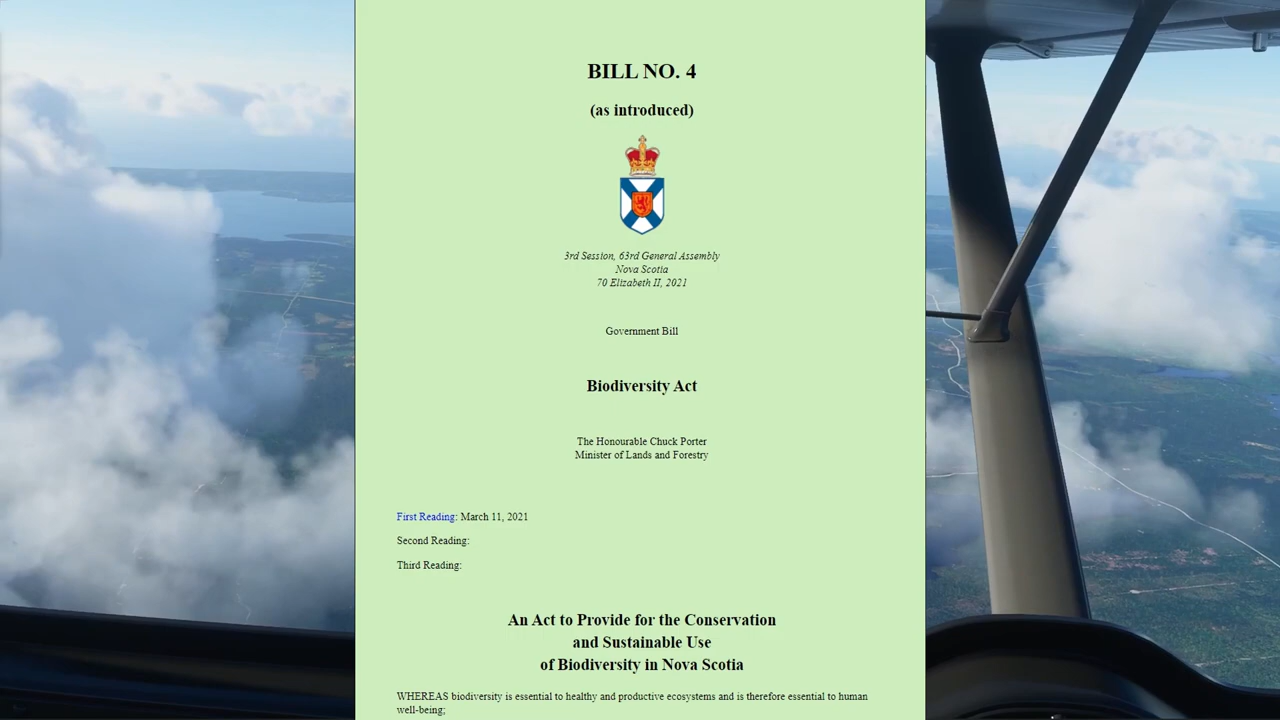 BILL NO. 4
(as introduced)
3rd Session, 63rd General Assembly
Nova Scotia
70 Elizabeth II, 2021
Government Bill
Biodiversity Act
The Honourable Chuck Porter
Minister of Lands and Forestry
First Reading: March 11, 2021
Second Reading:
Third Reading:
An Act to Provide for the Conservation
and Sustainable Use
of Biodiversity in Nova Scotia
WHEREAS biodiversity is essential to healthy and productive ecosystems and is therefore essential to human
well-being;